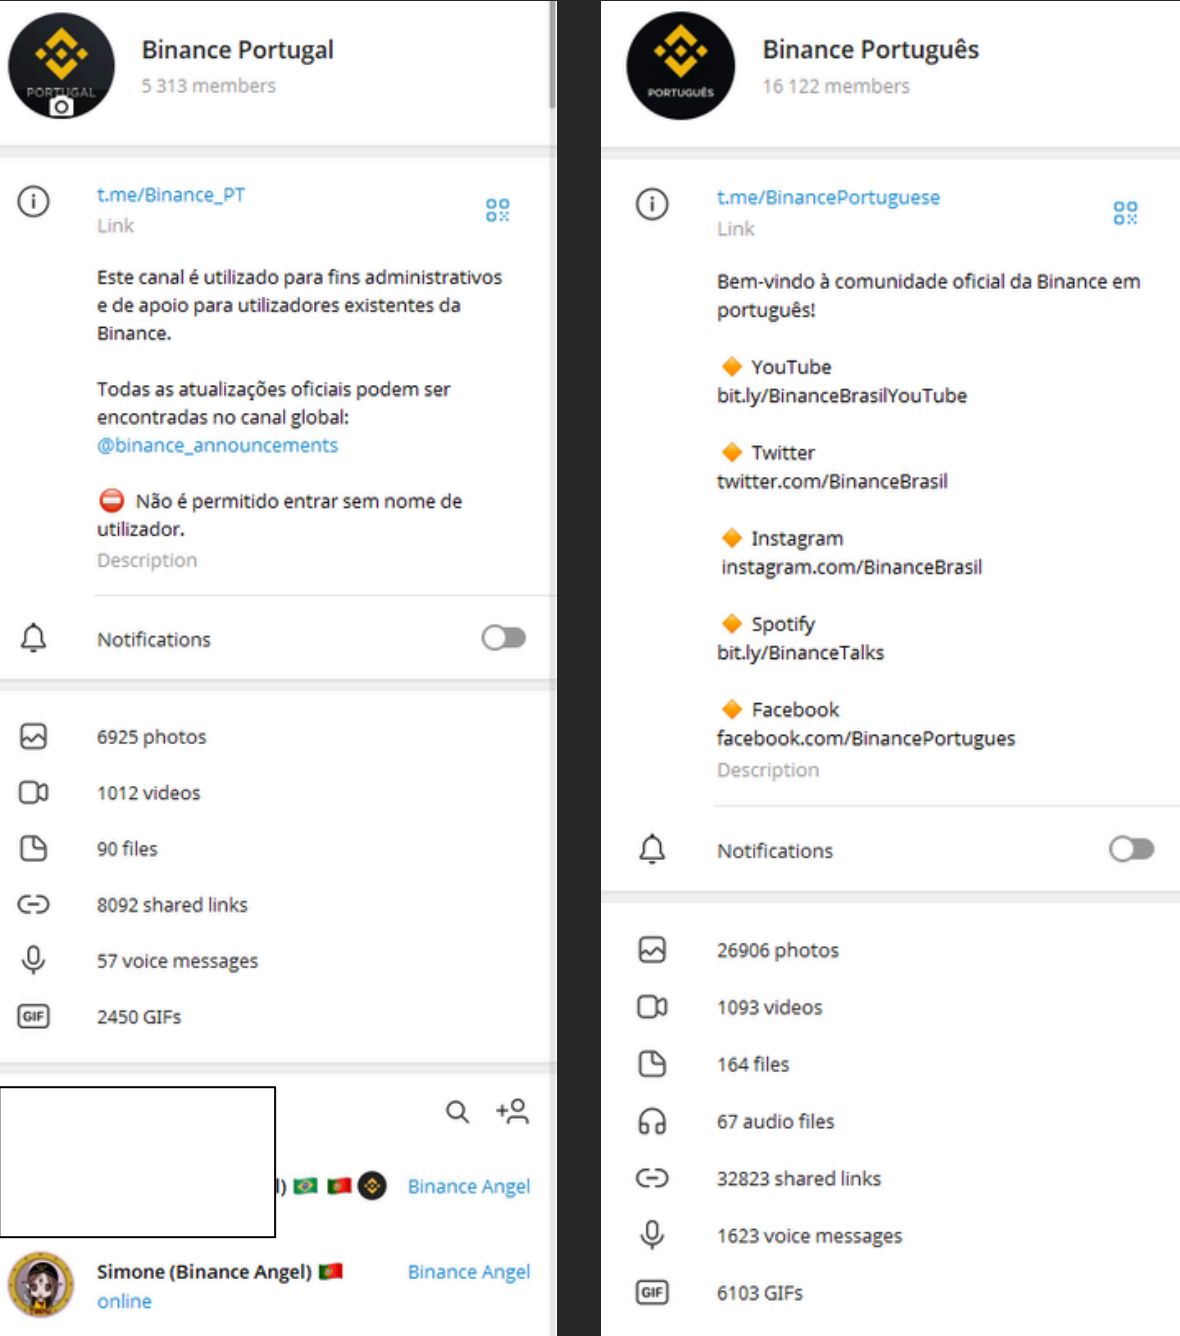 PORTUGAL
Binance Portugal
5 313 members
t.me/Binance_PT
Link
Este canal é utilizado para fins administrativos
e de apoio para utilizadores existentes da
Binance.
Todas as atualizações oficiais podem ser
encontradas no canal global:
@binance_announcements
Não é permitido entrar sem nome de
utilizador.
Description
Notifications
6925 photos
1012 videos
90 files
8092 shared links
57 voice messages
GIF
2450 GIFs
l)
Binance Angel
Simone (Binance Angel)
Binance Angel
online
PORTUGUÊS
Binance Português
16 122 members
t.me/BinancePortuguese
Link
Bem-vindo à comunidade oficial da Binance em
português!
YouTube
bit.ly/BinanceBrasilYouTube
Twitter
twitter.com/BinanceBrasil
Instagram
instagram.com/BinanceBrasil
Spotify
bit.ly/BinanceTalks
Facebook
facebook.com/BinancePortugues
Description
Notifications
26906 photos
1093 videos
164 files
67 audio files
32823 shared links
1623 voice messages
GIF
6103 GIFs